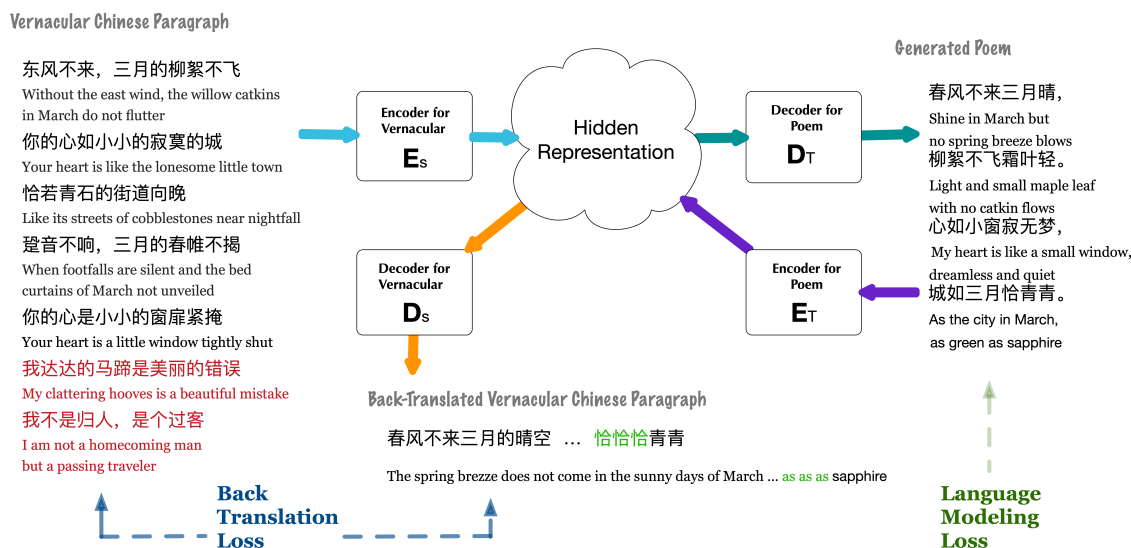 Vernacular Chinese Paragraph
东风不来，三月的柳絮不飞
Without the east wind, the willow catkins
in March do not flutter
你的心如小小的寂寞的城
Your heart is like the lonesome little town
恰若青石的街道向晚
Like its streets of cobblestones near nightfall
跫音不响，三月的春帷不揭
When footfalls are silent and the bed
curtains of March not unveiled
你的心是小小的窗扉紧掩
Your heart is a little window tightly shut
我达达的马蹄是美丽的错误
My clattering hooves is a beautiful mistake
我不是归人，是个过客
I am not a homecoming man
but a passing traveler
Encoder for
Vernacular
Es
Hidden
Representation
Decoder for
Poem
DT
Generated Poem
春风不来三月晴，
Shine in March but
no spring breeze blows
柳絮不飞霜叶轻。
Light and small maple leaf
with no catkin flows
心如小窗寂无梦，
My heart is like a small window,
dreamless and quiet
城如三月恰青青。
As the city in March,
as green as sapphire
Decoder for
Vernacular
Ds
Encoder for
Poem
ET
Back-Translated Vernacular Chinese Paragraph
春风不来三月的晴空 … 恰恰恰青青
The spring brezze does not come in the sunny days of March ... as as as sapphire
Back
Translation
Loss
Language
Modeling
Loss